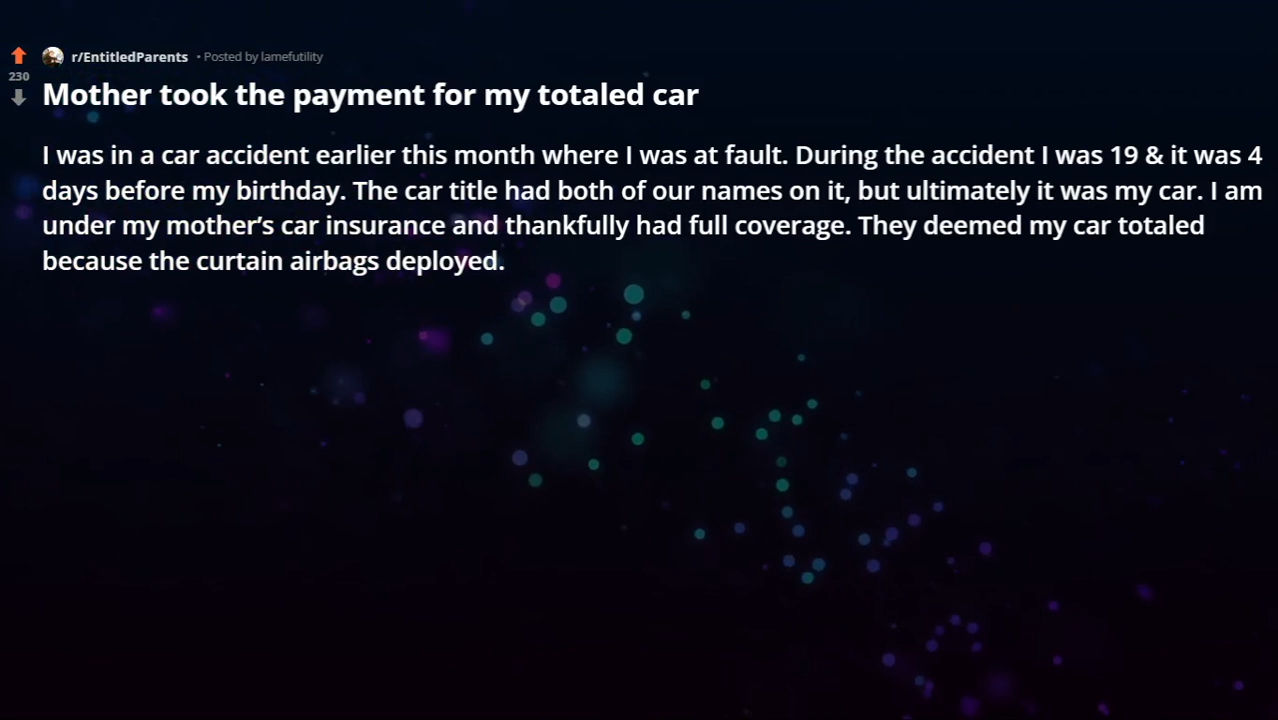 r/EntitledParents • Posted by lamefutility
230
Mother took the payment for my totaled car
I was in a car accident earlier this month where I was at fault. During the accident I was 19 & it was 4
days before my birthday. The car title had both of our names on it, but ultimately it was my car. I am
under my mother’s car insurance and thankfully had full coverage. They deemed my car totaled
because the curtain airbags deployed.